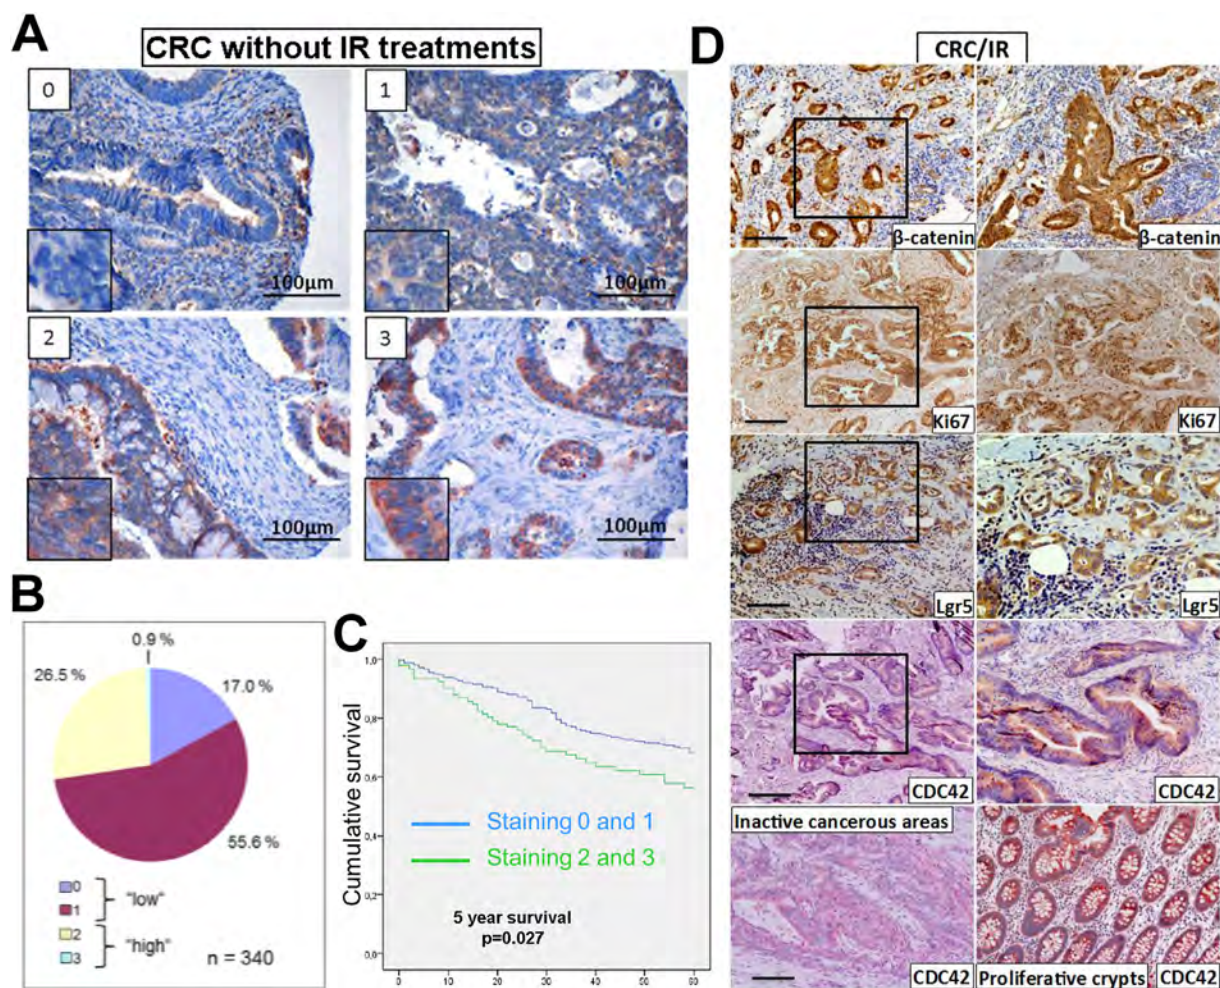 A
CRC without IR treatments
0
100μm
1
100μm
2
100μm
3
100μm
B
0.9 %
26.5 %
17.0 %
55.6 %
0
1
"low"
2
3
"high"
n = 340
C
Cumulative survival
1,0
0,8
0,6
0,4
0,2
0,0
Staining 0 and 1
Staining 2 and 3
5 year survival
p=0.027
0 10 20 30 40 50 60
D
CRC/IR
β-catenin
β-catenin
Ki67
Ki67
Lgr5
Lgr5
CDC42
CDC42
Inactive cancerous areas
CDC42
Proliferative crypts
CDC42